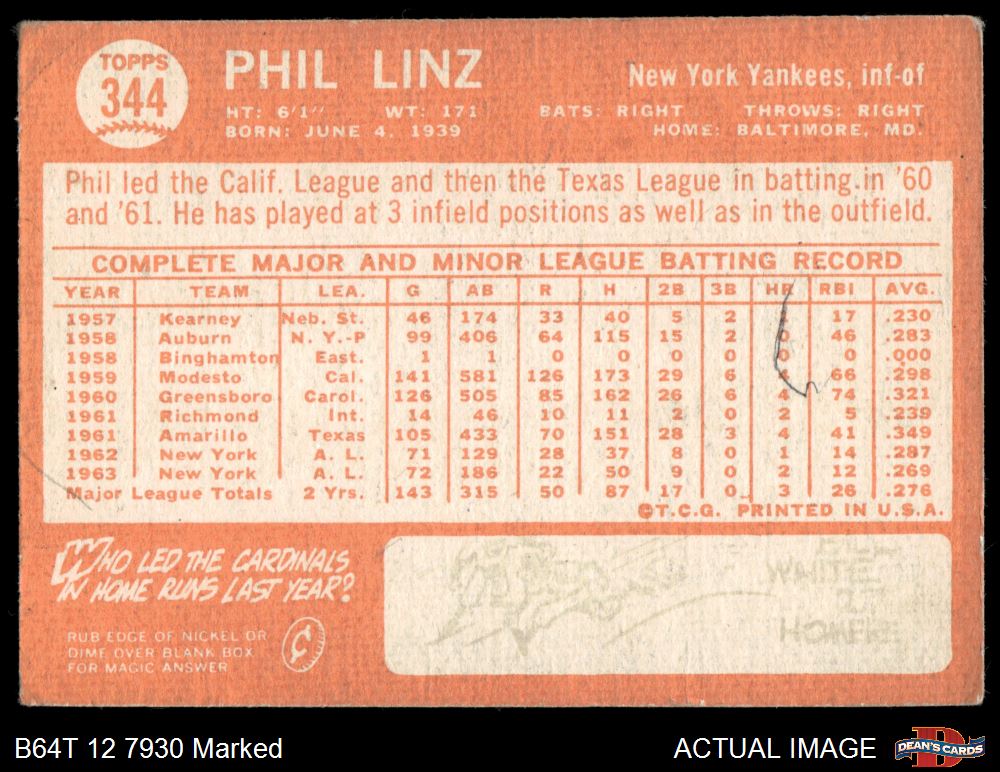 TOPPS
344
PHIL LINZ
New York Yankees, inf-of
HT: 6'1" WT: 171 BATS: RIGHT THROWS: RIGHT
BORN: JUNE 4, 1939 HOME: BALTIMORE, MD.
Phil led the Calif. League and then the Texas League in batting in '60
and '61. He has played at 3 infield positions as well as in the outfield.
COMPLETE MAJOR AND MINOR LEAGUE BATTING RECORD
YEAR TEAM LEA. G AB R H 2B 3B HR RBI AVG.
1957 Kearney Neb. St. 46 174 33 40 5 2 17 .230
1958 Auburn N. Y.-P 99 406 64 115 15 2 0 46 .283
1958 Binghamton East. 1 1 0 0 0 0 0 0 .000
1959 Modesto Cal. 141 581 126 173 29 6 4 66 .298
1960 Greensboro Carol. 126 505 85 162 26 6 4 74 .321
1961 Richmond Int. 14 46 10 11 2 0 2 5 .239
1961 Amarillo Texas 105 433 70 151 28 3 4 41 .349
1962 New York A. L. 71 129 28 37 8 0 1 14 .287
1963 New York A. L. 72 186 22 50 9 0 2 12 .269
Major League Totals 2 Yrs. 143 315 50 87 17 0 3 26 .276
©T.C.G. PRINTED IN U.S.A.
WHO LED THE CARDINALS
IN HOME RUNS LAST YEAR?
RUB EDGE OF NICKEL OR
DIME OVER BLANK BOX
FOR MAGIC ANSWER
WHITE
27
B64T 12 7930 Marked
ACTUAL IMAGE
DEAN'S CARDS